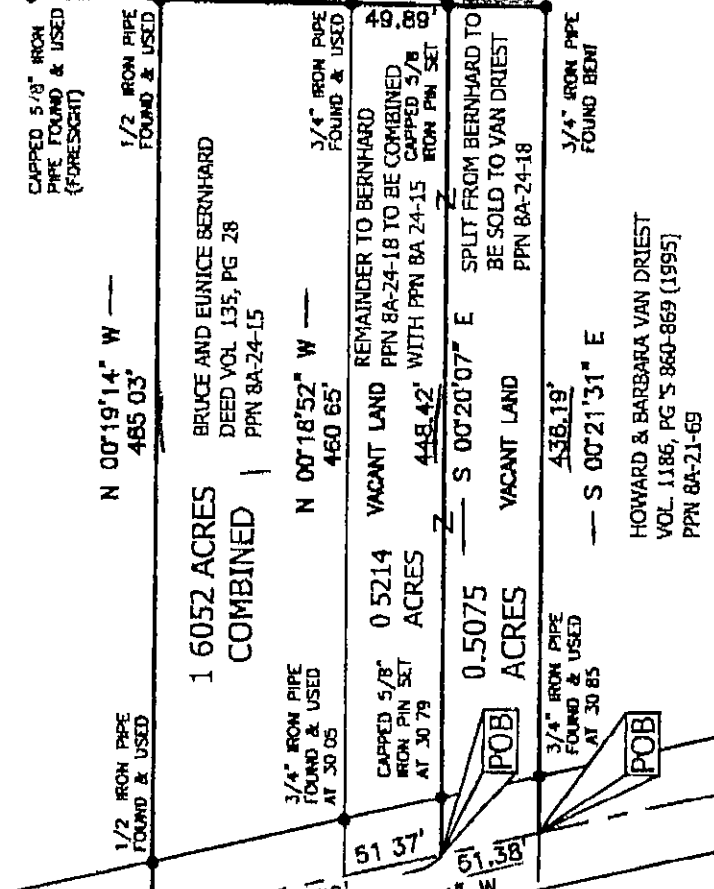 CAPPED 5/8" IRON
PIPE FOUND & USED
(FORESIGHT)
1/2 IRON PIPE
FOUND & USED
N 00°19'14" W
485 03'
1/2 IRON PIPE
FOUND & USED
BRUCE AND EUNICE BERNHARD
DEED VOL 135, PG 28
PPN 8A-24-15
1 6052 ACRES
COMBINED
3/4" IRON PIPE
FOUND & USED
N 00°18'52" W
460 65'
3/4" IRON PIPE
FOUND & USED
AT 30 05
49.89'
REMAINDER TO BERNHARD
PPN 8A-24-18 TO BE COMBINED
WITH PPN 8A 24-15
CAPPED 5/8
IRON PIN SET
VACANT LAND
448.42'
0 5214
ACRES
CAPPED 5/8"
IRON PIN SET
AT 30 79
S 00°20'07" E
SPLIT FROM BERNHARD TO
BE SOLD TO VAN DRIEST
PPN 8A-24-18
VACANT LAND
0.5075
ACRES
POB
3/4" IRON PIPE
FOUND BENT
436.19'
S 00°21'31" E
3/4" IRON PIPE
FOUND & USED
AT 30 85
POB
HOWARD & BARBARA VAN DRIEST
VOL. 1186, PG 'S 860-869 (1995)
PPN 8A-21-69
51 37'
51.38'
W